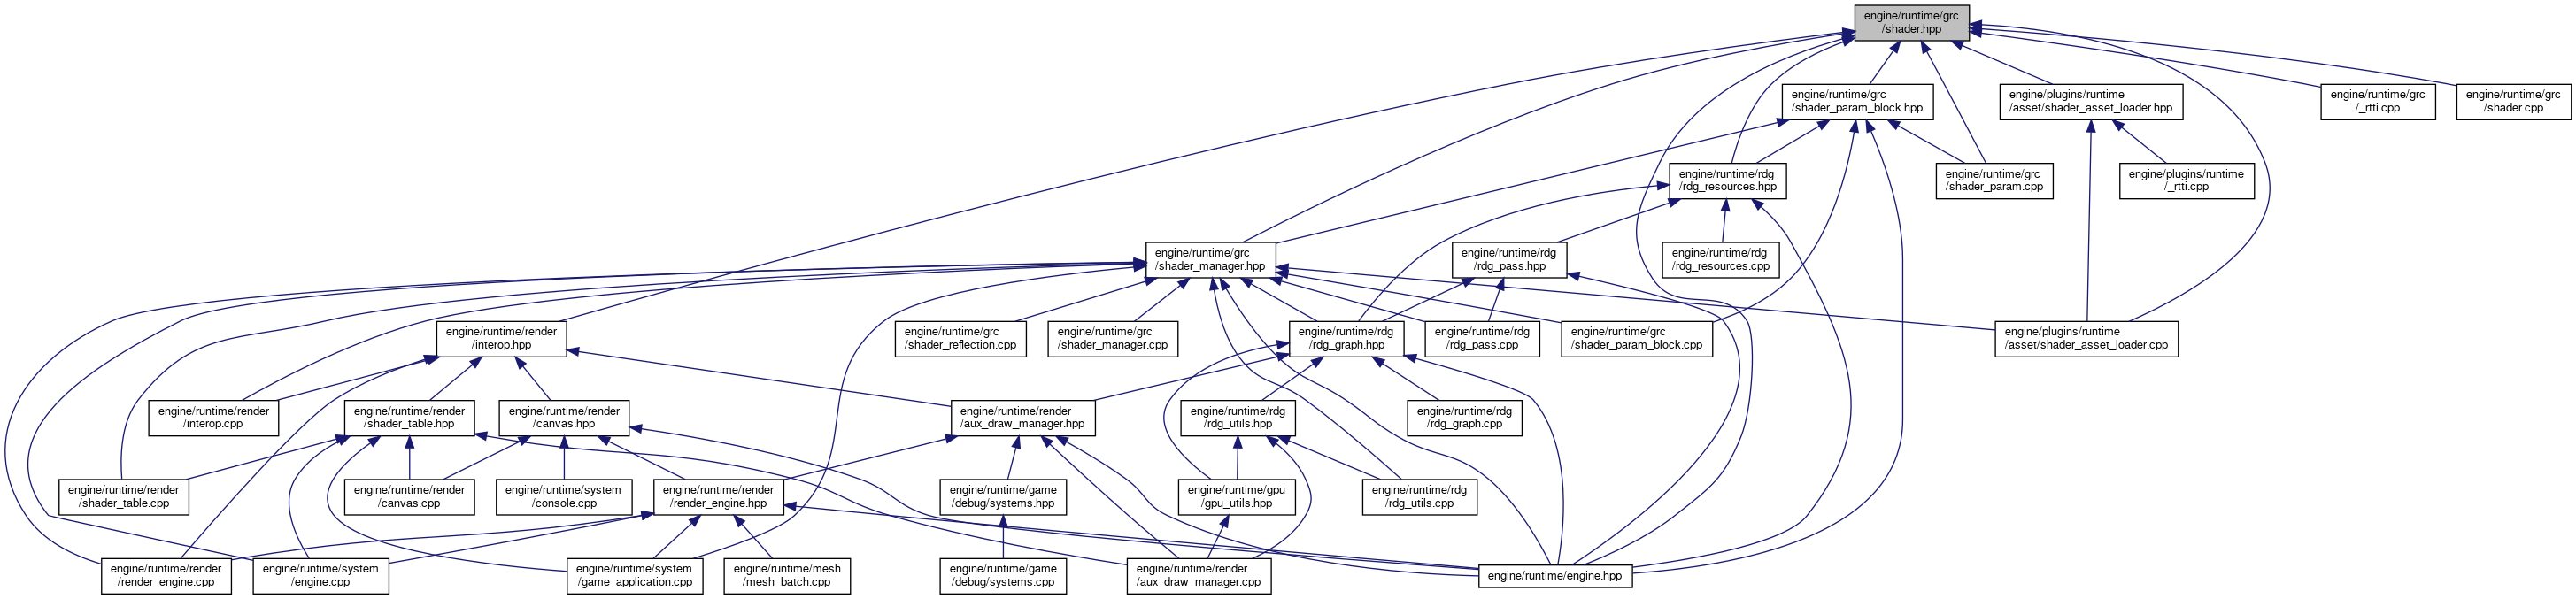 engine/runtime/grc
/shader.hpp
engine/runtime/grc
/shader_param_block.hpp
engine/plugins/runtime
/asset/shader_asset_loader.hpp
engine/runtime/grc
/_rtti.cpp
engine/runtime/grc
/shader.cpp
engine/runtime/rdg
/rdg_resources.hpp
engine/runtime/grc
/shader_param.cpp
engine/plugins/runtime
/_rtti.cpp
engine/runtime/grc
/shader_manager.hpp
engine/runtime/rdg
/rdg_pass.hpp
engine/runtime/rdg
/rdg_resources.cpp
engine/runtime/render
/interop.hpp
engine/runtime/grc
/shader_reflection.cpp
engine/runtime/grc
/shader_manager.cpp
engine/runtime/rdg
/rdg_graph.hpp
engine/runtime/rdg
/rdg_pass.cpp
engine/runtime/grc
/shader_param_block.cpp
engine/plugins/runtime
/asset/shader_asset_loader.cpp
engine/runtime/render
/interop.cpp
engine/runtime/render
/shader_table.hpp
engine/runtime/render
/canvas.hpp
engine/runtime/render
/aux_draw_manager.hpp
engine/runtime/rdg
/rdg_utils.hpp
engine/runtime/rdg
/rdg_graph.cpp
engine/runtime/render
/shader_table.cpp
engine/runtime/render
/canvas.cpp
engine/runtime/system
/console.cpp
engine/runtime/render
/render_engine.hpp
engine/runtime/game
/debug/systems.hpp
engine/runtime/gpu
/gpu_utils.hpp
engine/runtime/rdg
/rdg_utils.cpp
engine/runtime/render
/render_engine.cpp
engine/runtime/system
/engine.cpp
engine/runtime/system
/game_application.cpp
engine/runtime/mesh
/mesh_batch.cpp
engine/runtime/game
/debug/systems.cpp
engine/runtime/render
/aux_draw_manager.cpp
engine/runtime/engine.hpp